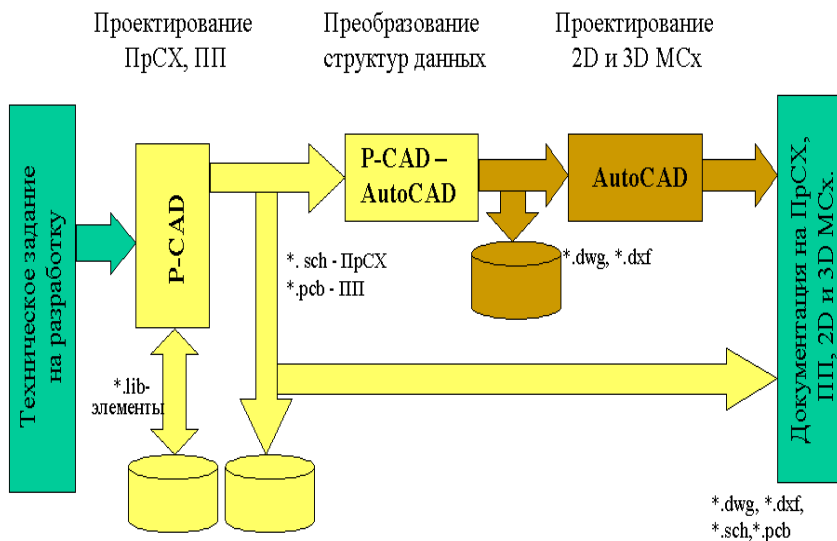 Проектирование
ПрСХ, ПП
Преобразование
структур данных
Проектирование
2D и 3D МСх
Техническое задание
на разработку
P-CAD
P-CAD –
AutoCAD
AutoCAD
*. sch - ПрСХ
*.pcb - ПП
*.dwg, *.dxf
*.lib-
элементы
Документация на ПрСХ,
ПП, 2D и 3D МСх.
*.dwg, *.dxf,
*.sch,*.pcb